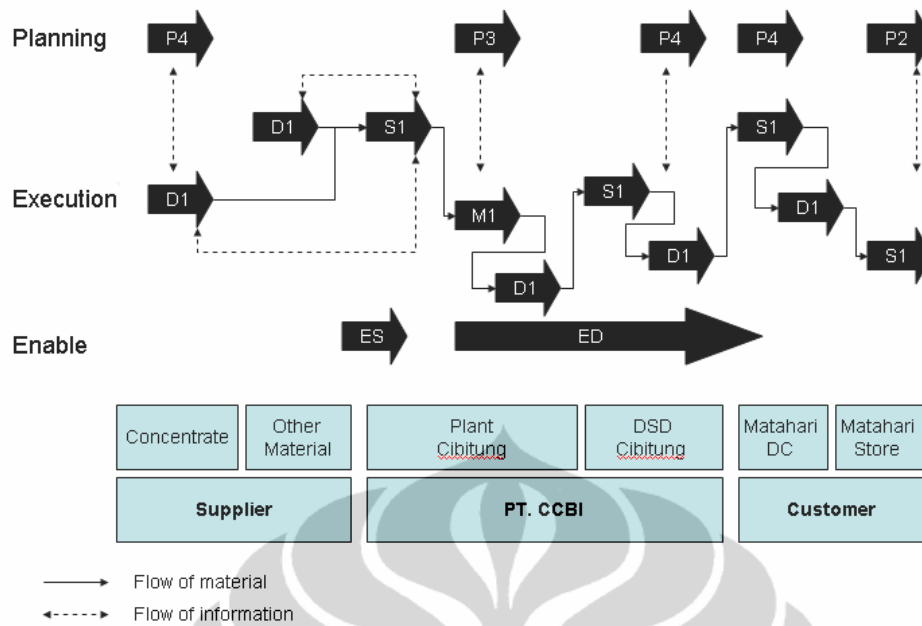 Planning
P4
P3
P4
P4
P2
D1
S1
S1
Execution
D1
M1
S1
D1
D1
D1
S1
Enable
ES
ED
Concentrate
Other
Material
Plant
Cibitung
DSD
Cibitung
Matahari
DC
Matahari
Store
Supplier
PT. CCBI
Customer
Flow of material
Flow of information